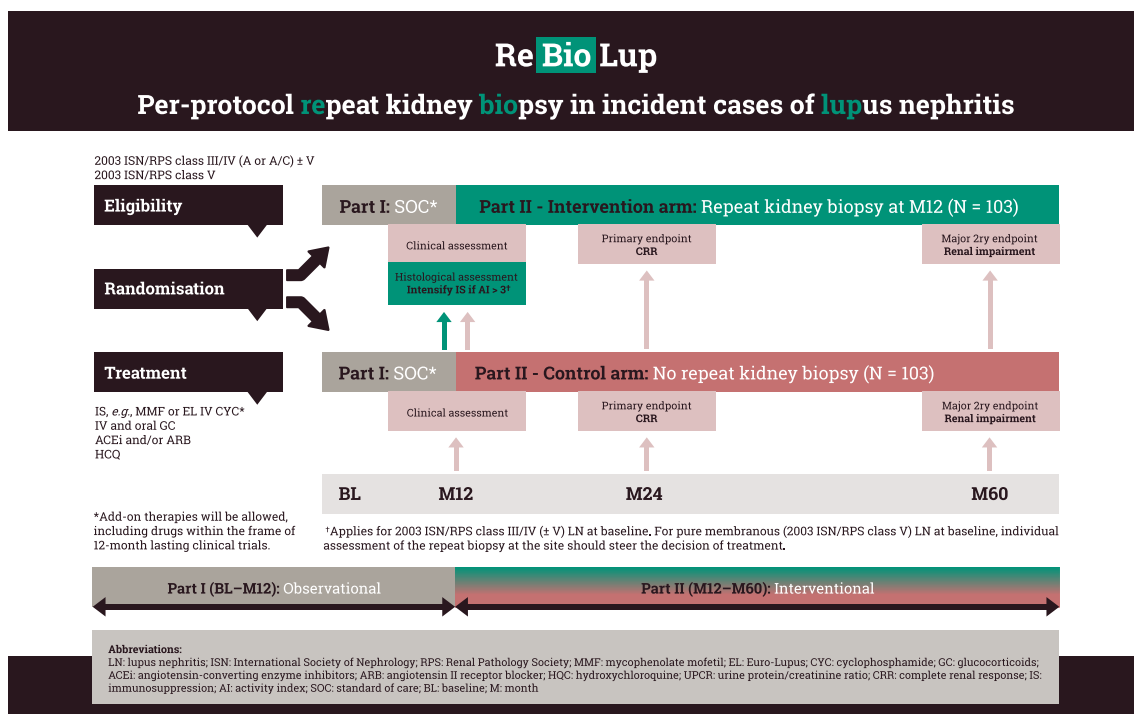 ReBioLup
Per-protocol repeat kidney biopsy in incident cases of lupus nephritis
2003 ISN/RPS class III/IV (A or A/C) ± V
2003 ISN/RPS class V
Eligibility
Randomisation
Treatment
IS, e.g., MMF or EL IV CYC*
IV and oral GC
ACEi and/or ARB
HCQ
*Add-on therapies will be allowed,
including drugs within the frame of
12-month lasting clinical trials.
Part I: SOC*
Part II - Intervention arm: Repeat kidney biopsy at M12 (N = 103)
Clinical assessment
Histological assessment
Intensify IS if AI > 3†
Primary endpoint
CRR
Major 2ry endpoint
Renal impairment
Part I: SOC*
Part II - Control arm: No repeat kidney biopsy (N = 103)
Clinical assessment
Primary endpoint
CRR
Major 2ry endpoint
Renal impairment
BL
M12
M24
M60
†Applies for 2003 ISN/RPS class III/IV (± V) LN at baseline. For pure membranous (2003 ISN/RPS class V) LN at baseline, individual
assessment of the repeat biopsy at the site should steer the decision of treatment.
Part I (BL–M12): Observational
Part II (M12–M60): Interventional
Abbreviations:
LN: lupus nephritis; ISN: International Society of Nephrology; RPS: Renal Pathology Society; MMF: mycophenolate mofetil; EL: Euro-Lupus; CYC: cyclophosphamide; GC: glucocorticoids;
ACEi: angiotensin-converting enzyme inhibitors; ARB: angiotensin II receptor blocker; HQC: hydroxychloroquine; UPCR: urine protein/creatinine ratio; CRR: complete renal response; IS:
immunosuppression; AI: activity index; SOC: standard of care; BL: baseline; M: month